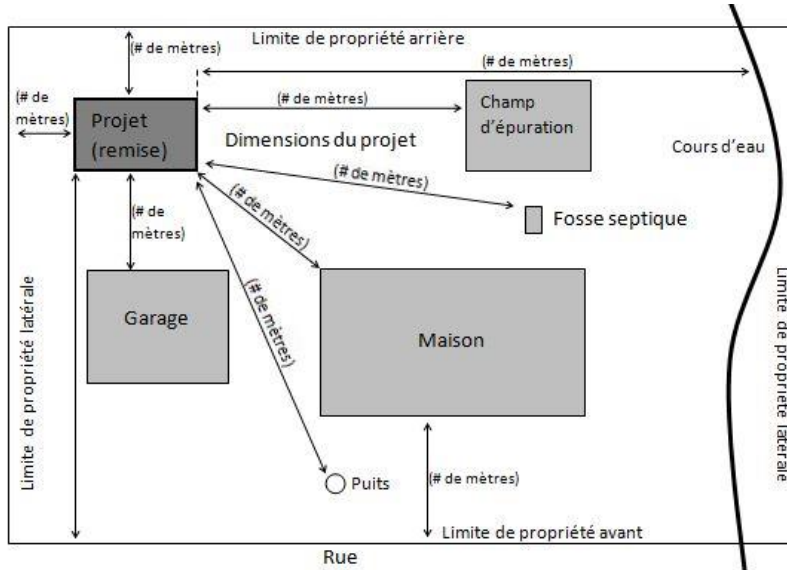 Limite de propriété arrière
(# de mètres)
(# de mètres)
(# de
mètres)
(# de mètres)
Projet
(remise)
Champ
d'épuration
Dimensions du projet
Cours d'eau
(# de mètres)
(# de mètres)
(# de
mètres)
Fosse septique
(# de mètres)
Limite de propriété latérale
Garage
Maison
Limite de propriété latérale
(# de mètres)
Puits
Limite de propriété avant
Rue